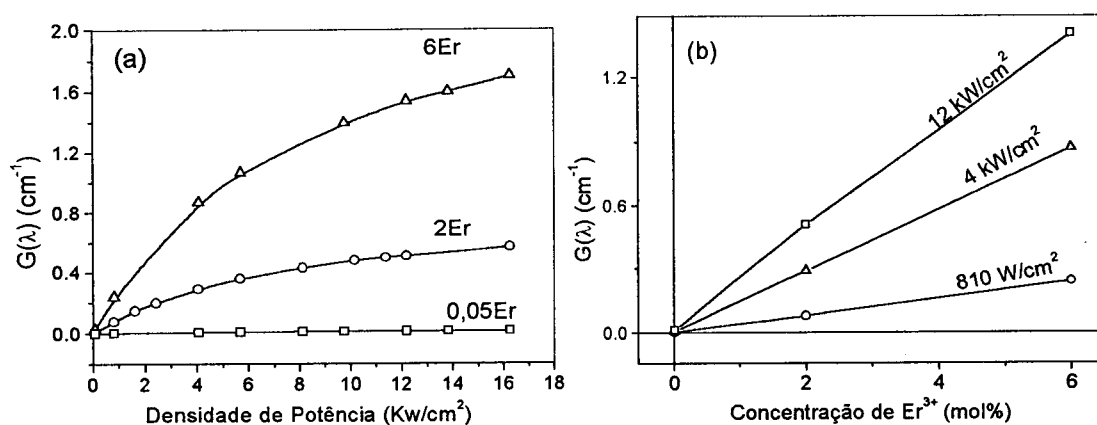 (a)
6Er
2Er
0,05Er
G(λ) (cm⁻¹)
2.0
1.6
1.2
0.8
0.4
0.0
0 2 4 6 8 10 12 14 16 18
Densidade de Potência (Kw/cm²)
(b)
12 kW/cm²
4 kW/cm²
810 W/cm²
G(λ) (cm⁻¹)
1.2
0.6
0.0
0 2 4 6
Concentração de Er³⁺ (mol%)